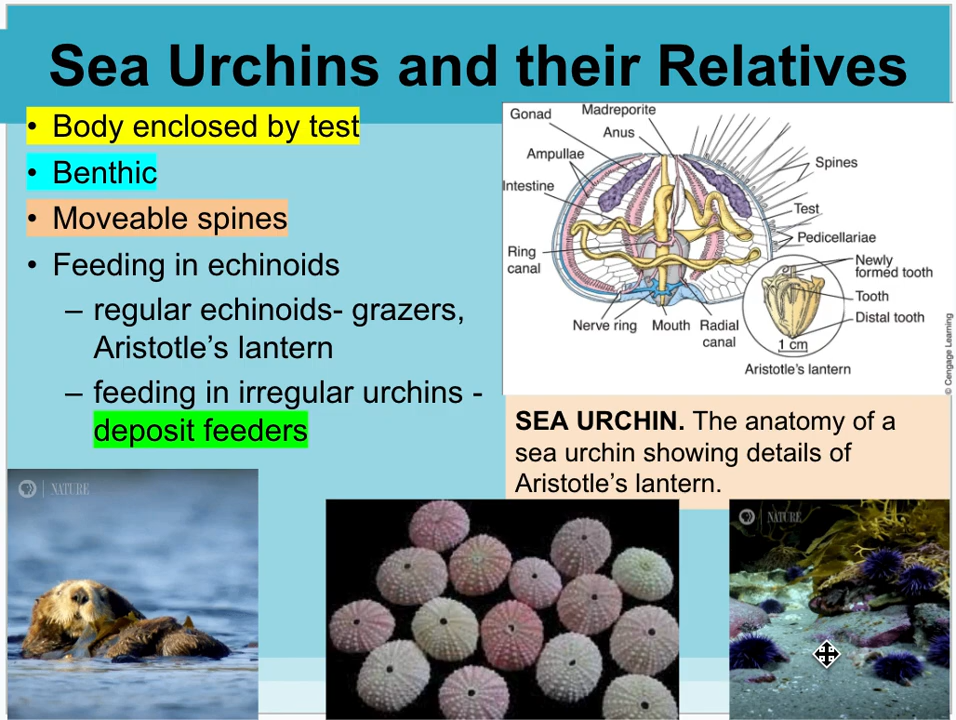 Sea Urchins and their Relatives
• Body enclosed by test
• Benthic
• Moveable spines
• Feeding in echinoids
– regular echinoids- grazers,
Aristotle’s lantern
– feeding in irregular urchins -
deposit feeders
Gonad
Madreporite
Anus
Ampullae
Spines
Intestine
Test
Pedicellariae
Ring
canal
Newly
formed tooth
Tooth
Distal tooth
Nerve ring
Mouth
Radial
canal
1 cm
Aristotle’s lantern
© Cengage Learning
SEA URCHIN. The anatomy of a
sea urchin showing details of
Aristotle’s lantern.
PBS | NATURE
PBS | NATURE